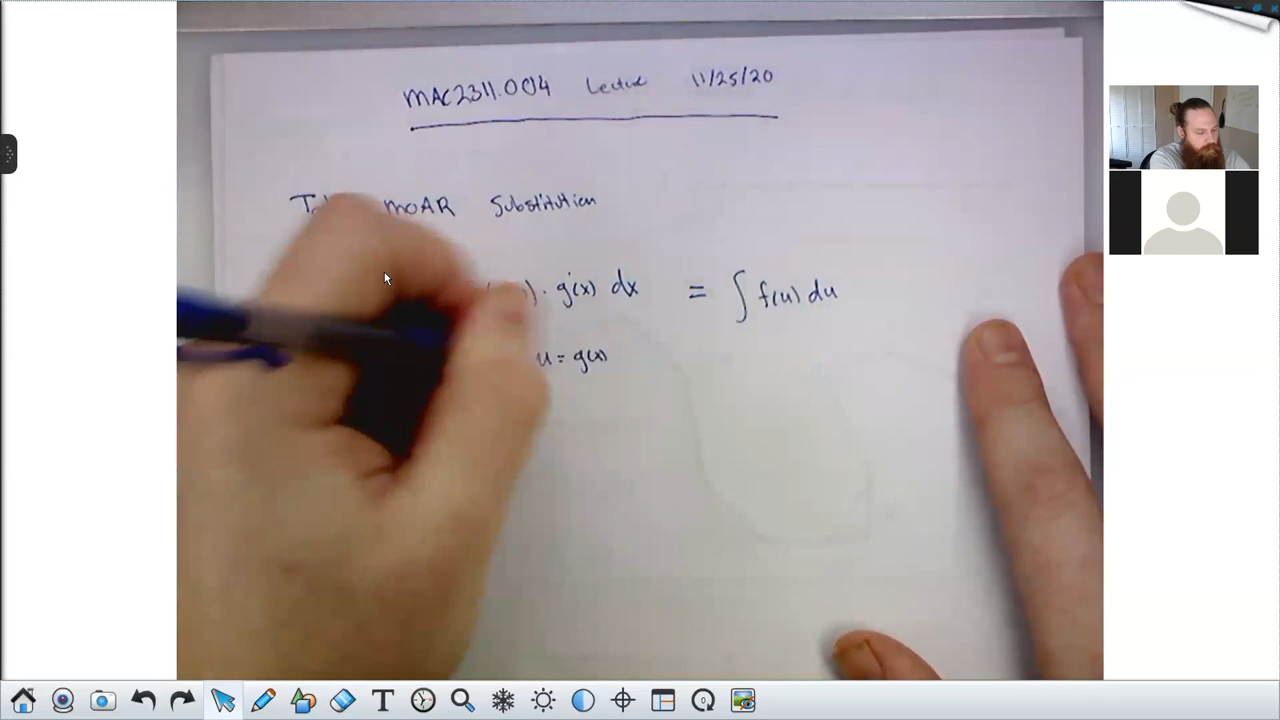 MAC2311.004 Lecture 11/25/20
MOAR Substitution
· g'(x) dx = ∫ f(u) du
u = g(x)